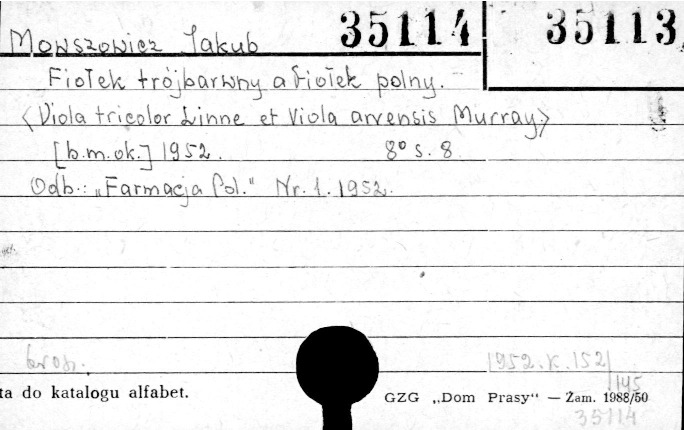 35114 35113
Mowszowicz Jakub
Fiołek trójbarwny a fiołek polny.
<Viola tricolor Linne et Viola arvensis Murray>
[b.m.ok.] 1952. 8° s. 8.
Odb.: „Farmacja Pol." Nr. 1. 1952.
brosz.
1952.K.152/
145
ta do katalogu alfabet.
GZG „Dom Prasy" — Zam. 1988/50
35114